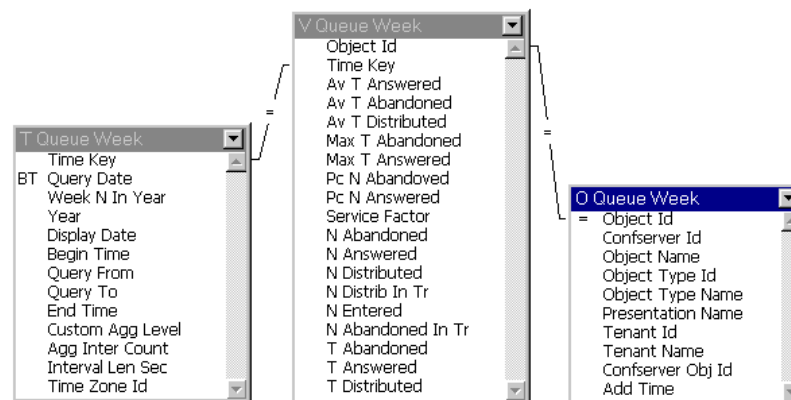 T Queue Week
Time Key
BT Query Date
Week N In Year
Year
Display Date
Begin Time
Query From
Query To
End Time
Custom Agg Level
Agg Inter Count
Interval Len Sec
Time Zone Id
=
V Queue Week
Object Id
Time Key
Av T Answered
Av T Abandoned
Av T Distributed
Max T Abandoned
Max T Answered
Pc N Abandoved
Pc N Answered
Service Factor
N Abandoned
N Answered
N Distributed
N Distrib In Tr
N Entered
N Abandoned In Tr
T Abandoned
T Answered
T Distributed
=
O Queue Week
= Object Id
Confserver Id
Object Name
Object Type Id
Object Type Name
Presentation Name
Tenant Id
Tenant Name
Confserver Obj Id
Add Time